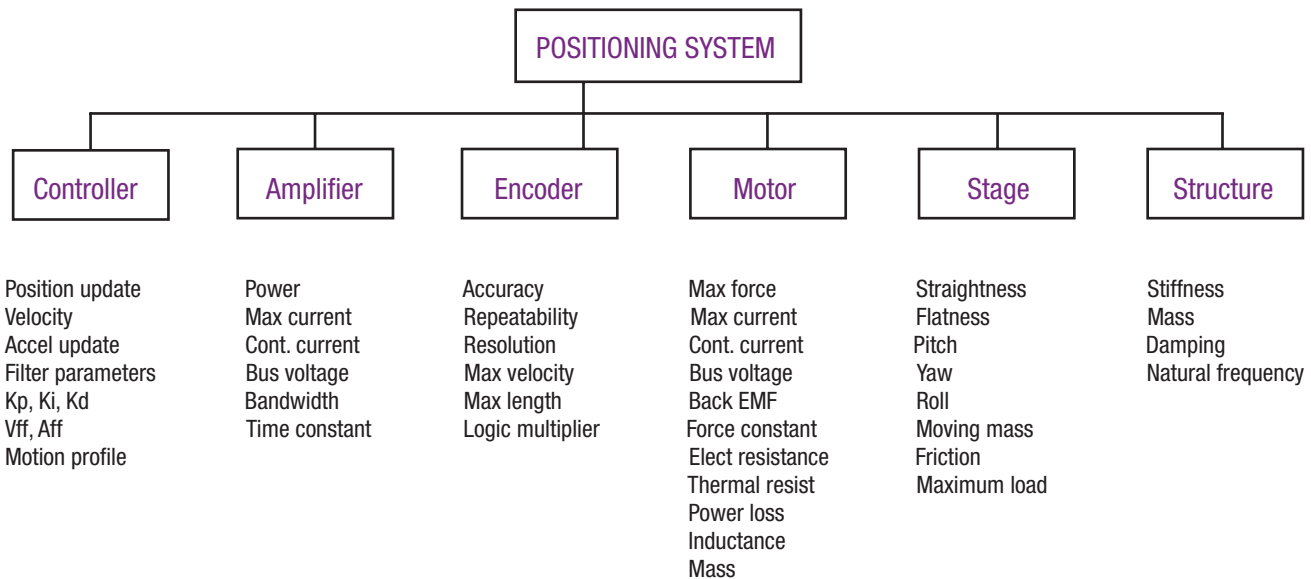 POSITIONING SYSTEM
Controller
Amplifier
Encoder
Motor
Stage
Structure
Position update
Velocity
Accel update
Filter parameters
Kp, Ki, Kd
Vff, Aff
Motion profile
Power
Max current
Cont. current
Bus voltage
Bandwidth
Time constant
Accuracy
Repeatability
Resolution
Max velocity
Max length
Logic multiplier
Max force
Max current
Cont. current
Bus voltage
Back EMF
Force constant
Elect resistance
Thermal resist
Power loss
Inductance
Mass
Straightness
Flatness
Pitch
Yaw
Roll
Moving mass
Friction
Maximum load
Stiffness
Mass
Damping
Natural frequency